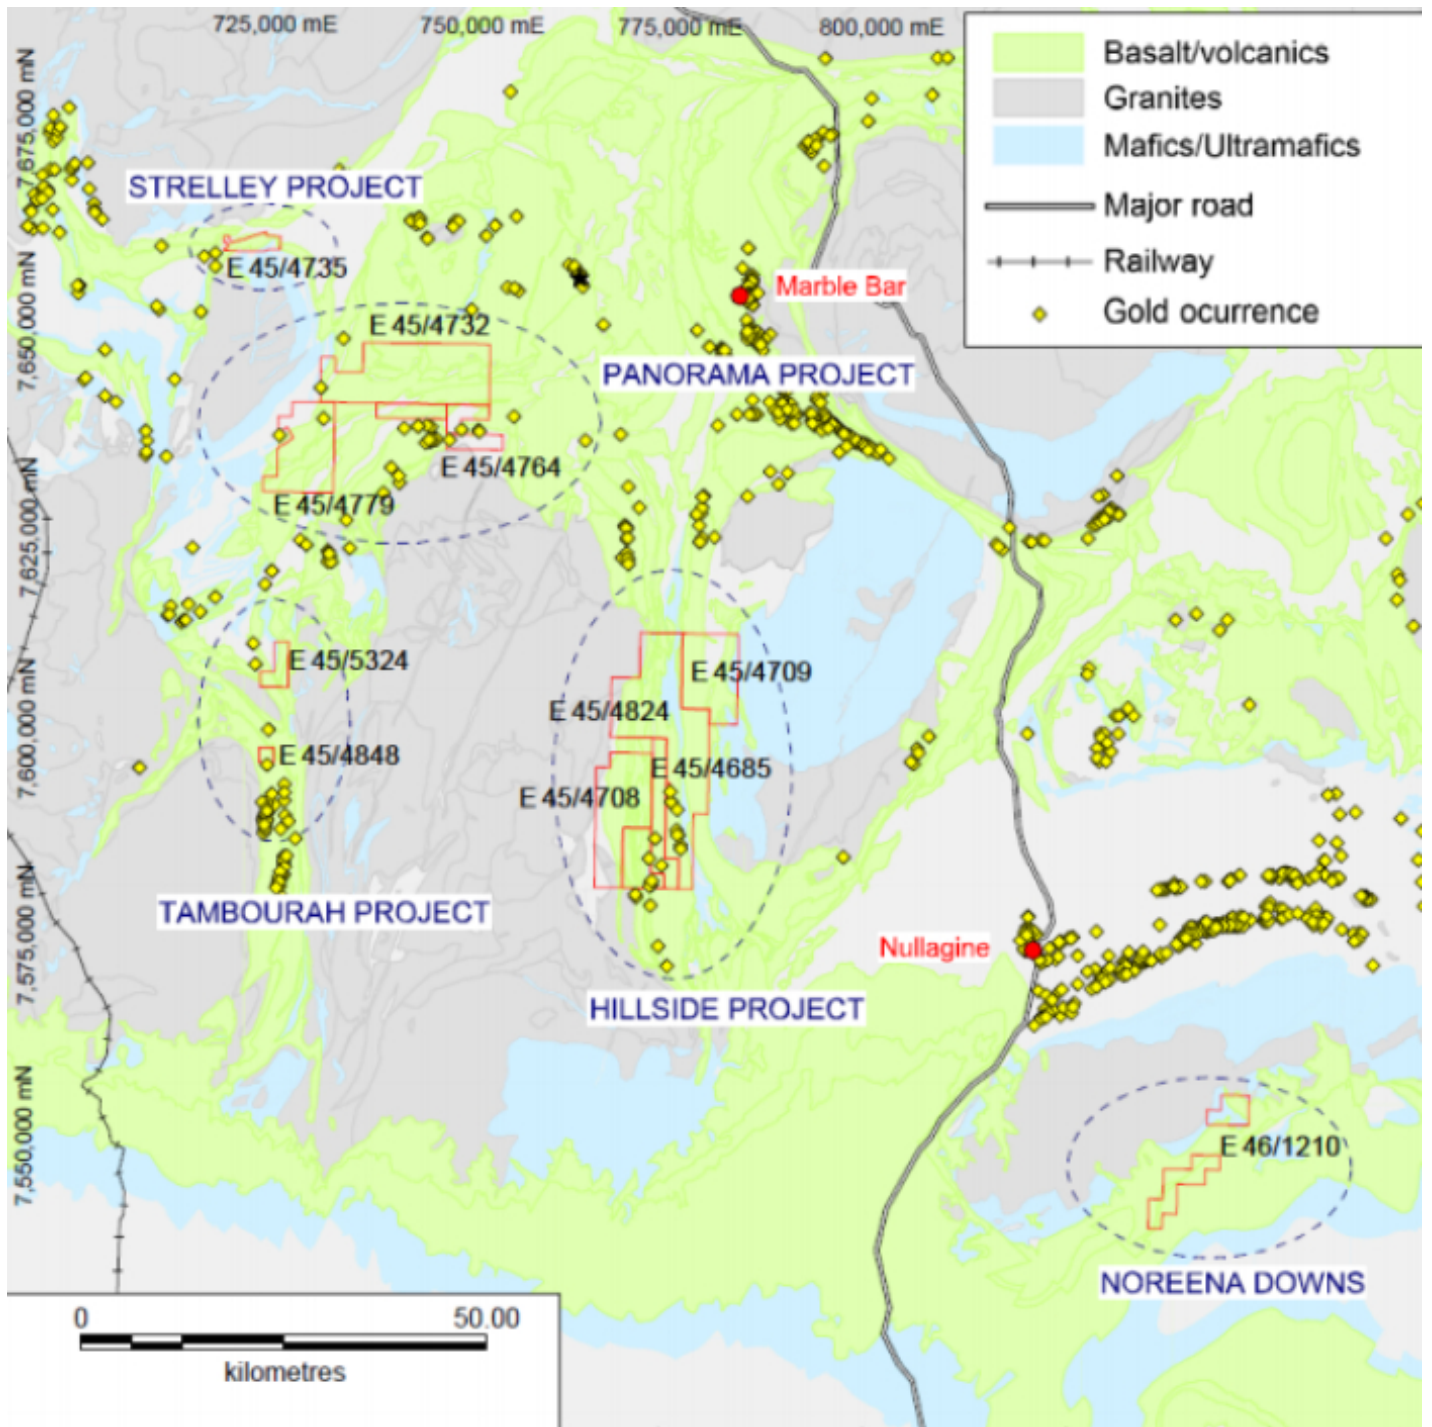 725,000 mE
750,000 mE
775,000 mE
800,000 mE
7,675,000 mN
7,650,000 mN
7,625,000 mN
7,600,000 mN
7,575,000 mN
7,550,000 mN
Basalt/volcanics
Granites
Mafics/Ultramafics
Major road
Railway
Gold ocurrence
STRELLEY PROJECT
E 45/4735
Marble Bar
E 45/4732
PANORAMA PROJECT
E 45/4764
E 45/4779
E 45/5324
E 45/4709
E 45/4824
E 45/4848
E 45/4685
E 45/4708
TAMBOURAH PROJECT
Nullagine
HILLSIDE PROJECT
E 46/1210
NOREENA DOWNS
0
50.00
kilometres